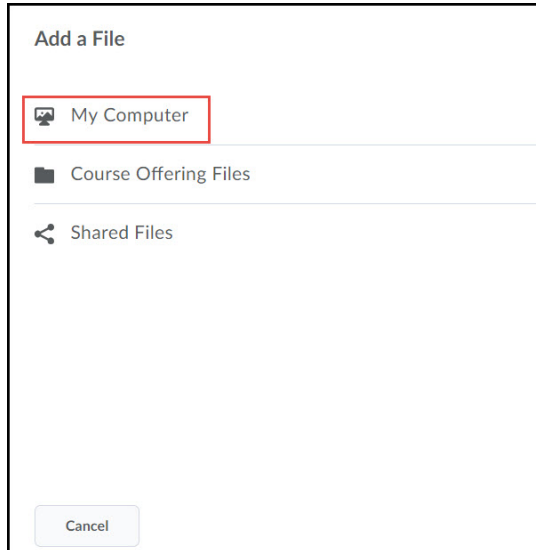 Add a File
My Computer
Course Offering Files
Shared Files
Cancel